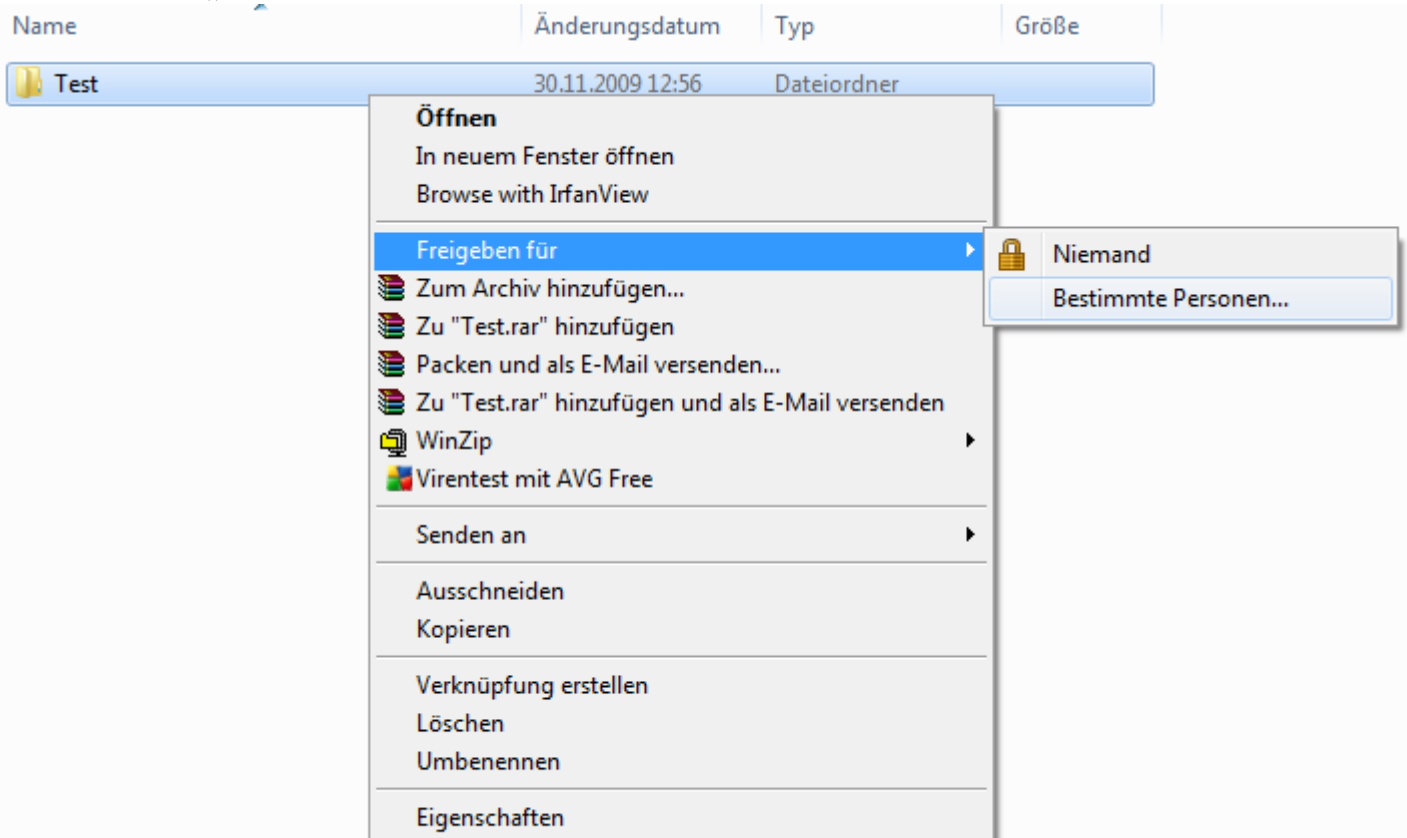 Name Änderungsdatum Typ Größe
Test 30.11.2009 12:56 Dateiordner
Öffnen
In neuem Fenster öffnen
Browse with IrfanView
Freigeben für
Niemand
Bestimmte Personen...
Zum Archiv hinzufügen...
Zu "Test.rar" hinzufügen
Packen und als E-Mail versenden...
Zu "Test.rar" hinzufügen und als E-Mail versenden
WinZip
Virentest mit AVG Free
Senden an
Ausschneiden
Kopieren
Verknüpfung erstellen
Löschen
Umbenennen
Eigenschaften